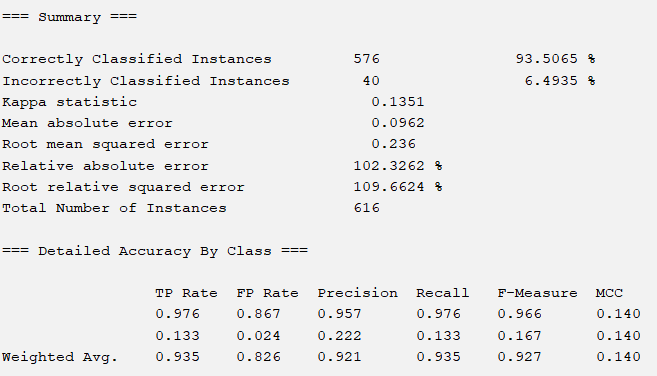 === Summary ===
Correctly Classified Instances 576 93.5065 %
Incorrectly Classified Instances 40 6.4935 %
Kappa statistic 0.1351
Mean absolute error 0.0962
Root mean squared error 0.236
Relative absolute error 102.3262 %
Root relative squared error 109.6624 %
Total Number of Instances 616
=== Detailed Accuracy By Class ===
TP Rate FP Rate Precision Recall F-Measure MCC
0.976 0.867 0.957 0.976 0.966 0.140
0.133 0.024 0.222 0.133 0.167 0.140
Weighted Avg. 0.935 0.826 0.921 0.935 0.927 0.140